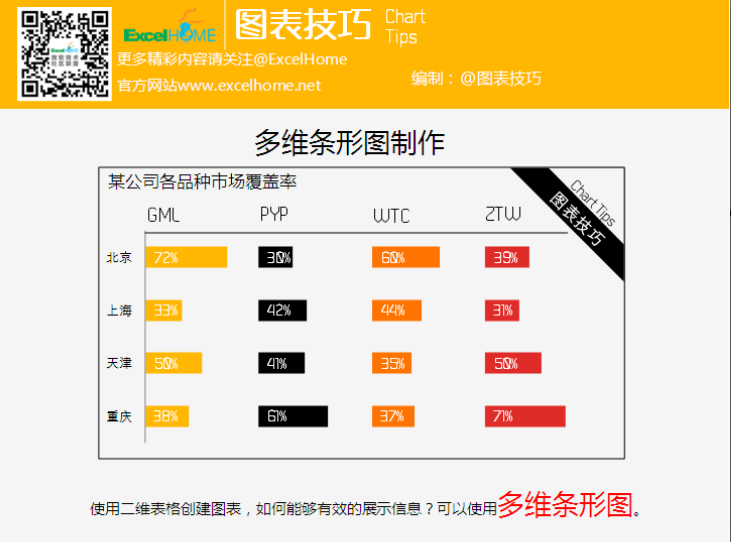 ExcelHOME
图表技巧
Chart
Tips
更多精彩内容请关注@ExcelHome
官方网站www.excelhome.net
编制：@图表技巧
多维条形图制作
某公司各品种市场覆盖率
Chart Tips
图表技巧
GML PYP WTC ZTW
北京 72% 30% 60% 39%
上海 33% 42% 44% 31%
天津 50% 41% 35% 50%
重庆 38% 61% 37% 71%
使用二维表格创建图表，如何能够有效的展示信息？可以使用多维条形图。